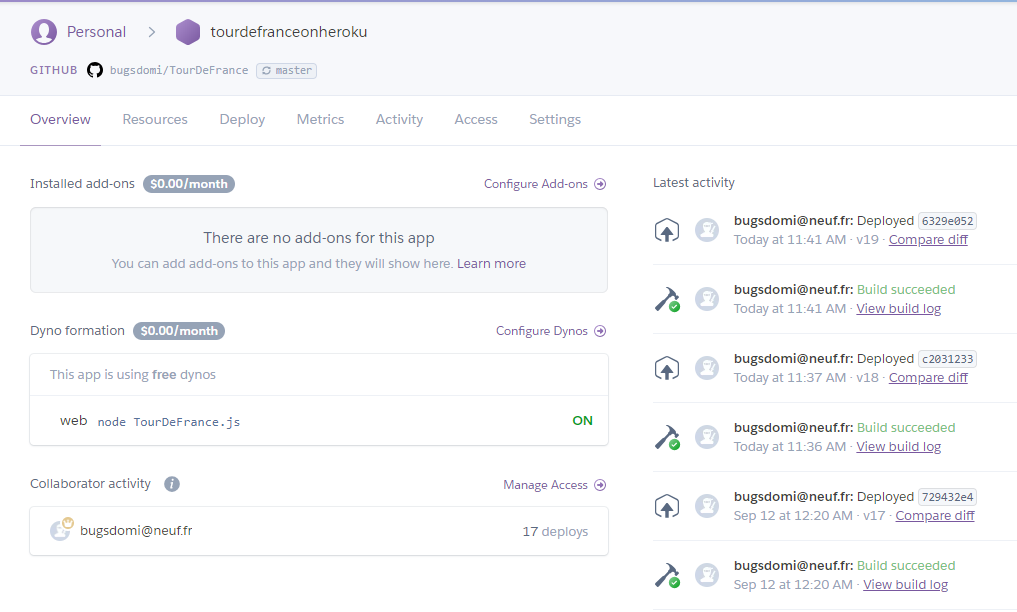 Personal > tourdefranceonheroku
GITHUB bugsdomi/TourDeFrance master
Overview Resources Deploy Metrics Activity Access Settings
Installed add-ons $0.00/month Configure Add-ons
There are no add-ons for this app
You can add add-ons to this app and they will show here. Learn more
Dyno formation $0.00/month Configure Dynos
This app is using free dynos
web node TourDeFrance.js ON
Collaborator activity i Manage Access
bugsdomi@neuf.fr 17 deploys
Latest activity
bugsdomi@neuf.fr: Deployed 6329e052
Today at 11:41 AM · v19 · Compare diff
bugsdomi@neuf.fr: Build succeeded
Today at 11:41 AM · View build log
bugsdomi@neuf.fr: Deployed c2031233
Today at 11:37 AM · v18 · Compare diff
bugsdomi@neuf.fr: Build succeeded
Today at 11:36 AM · View build log
bugsdomi@neuf.fr: Deployed 729432e4
Sep 12 at 12:20 AM · v17 · Compare diff
bugsdomi@neuf.fr: Build succeeded
Sep 12 at 12:20 AM · View build log